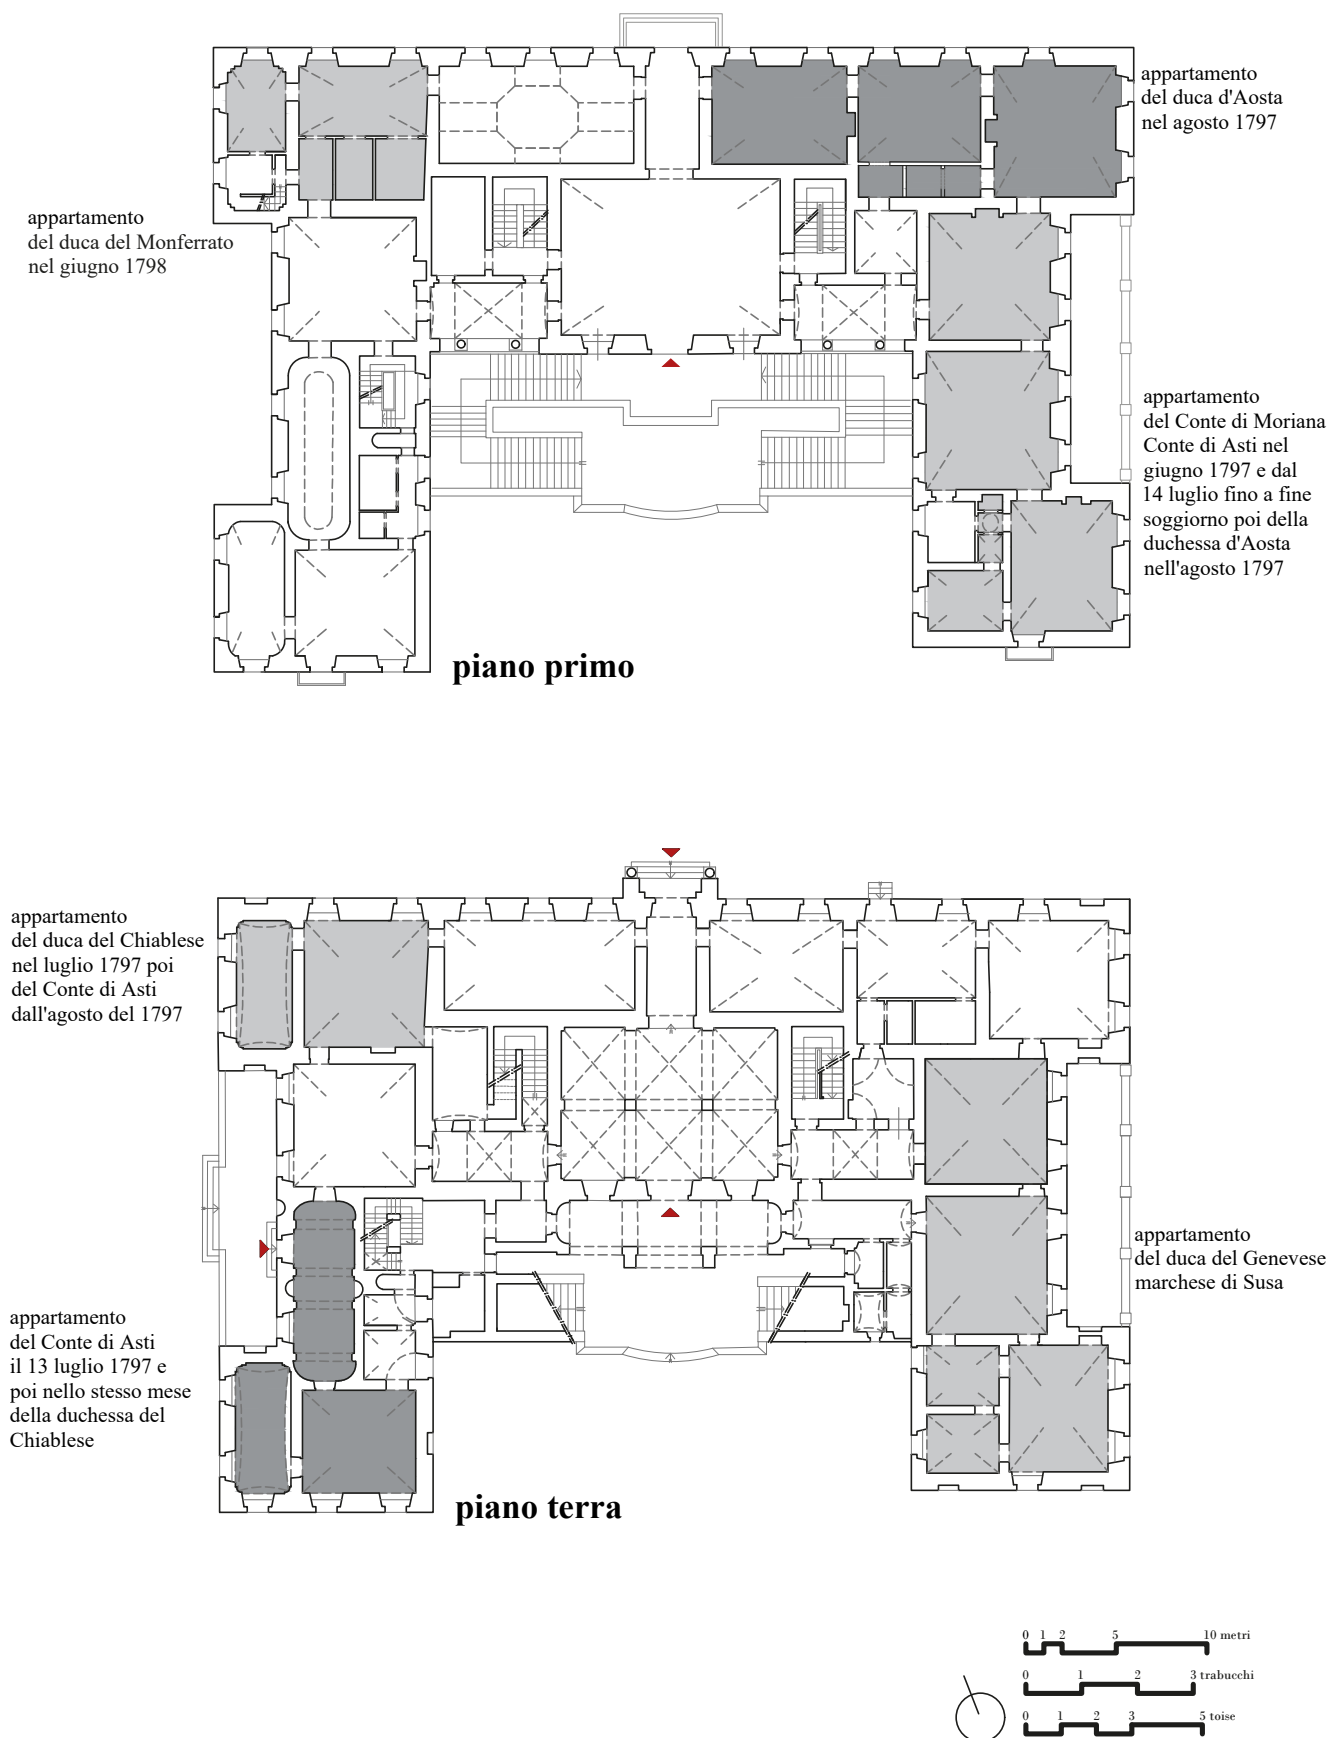 appartamento
del duca d'Aosta
nel agosto 1797
appartamento
del duca del Monferrato
nel giugno 1798
appartamento
del Conte di Moriana
Conte di Asti nel
giugno 1797 e dal
14 luglio fino a fine
soggiorno poi della
duchessa d'Aosta
nell'agosto 1797
piano primo
appartamento
del duca del Chiablese
nel luglio 1797 poi
del Conte di Asti
dall'agosto del 1797
appartamento
del duca del Genevese
marchese di Susa
appartamento
del Conte di Asti
il 13 luglio 1797 e
poi nello stesso mese
della duchessa del
Chiablese
piano terra
0 1 2 5 10 metri
0 1 2 3 trabucchi
0 1 2 3 5 toise